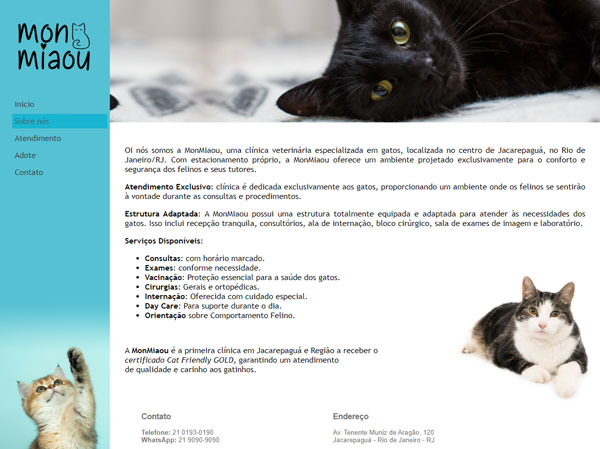 mon
miaou
Início
Sobre nós
Atendimento
Adote
Contato
Oi nós somos a MonMiaou, uma clínica veterinária especializada em gatos, localizada no centro de Jacarepaguá, no Rio de
Janeiro/RJ. Com estacionamento próprio, a MonMiaou oferece um ambiente projetado exclusivamente para o conforto e
segurança dos felinos e seus tutores.
Atendimento Exclusivo: clínica é dedicada exclusivamente aos gatos, proporcionando um ambiente onde os felinos se sentirão
à vontade durante as consultas e procedimentos.
Estrutura Adaptada: A MonMiaou possui uma estrutura totalmente equipada e adaptada para atender às necessidades dos
gatos. Isso inclui recepção tranquila, consultórios, ala de internação, bloco cirúrgico, sala de exames de imagem e laboratório.
Serviços Disponíveis:
• Consultas: com horário marcado.
• Exames: conforme necessidade.
• Vacinação: Proteção essencial para a saúde dos gatos.
• Cirurgias: Gerais e ortopédicas.
• Internação: Oferecida com cuidado especial.
• Day Care: Para suporte durante o dia.
• Orientação sobre Comportamento Felino.
A MonMiaou é a primeira clínica em Jacarepaguá e Região a receber o
certificado Cat Friendly GOLD, garantindo um atendimento
de qualidade e carinho aos gatinhos.
Contato
Telefone: 21 0193-0190
WhatsApp: 21 9090-9090
Endereço
Av. Tenente Muniz de Aragão, 120
Jacarepaguá - Rio de Janeiro - RJ